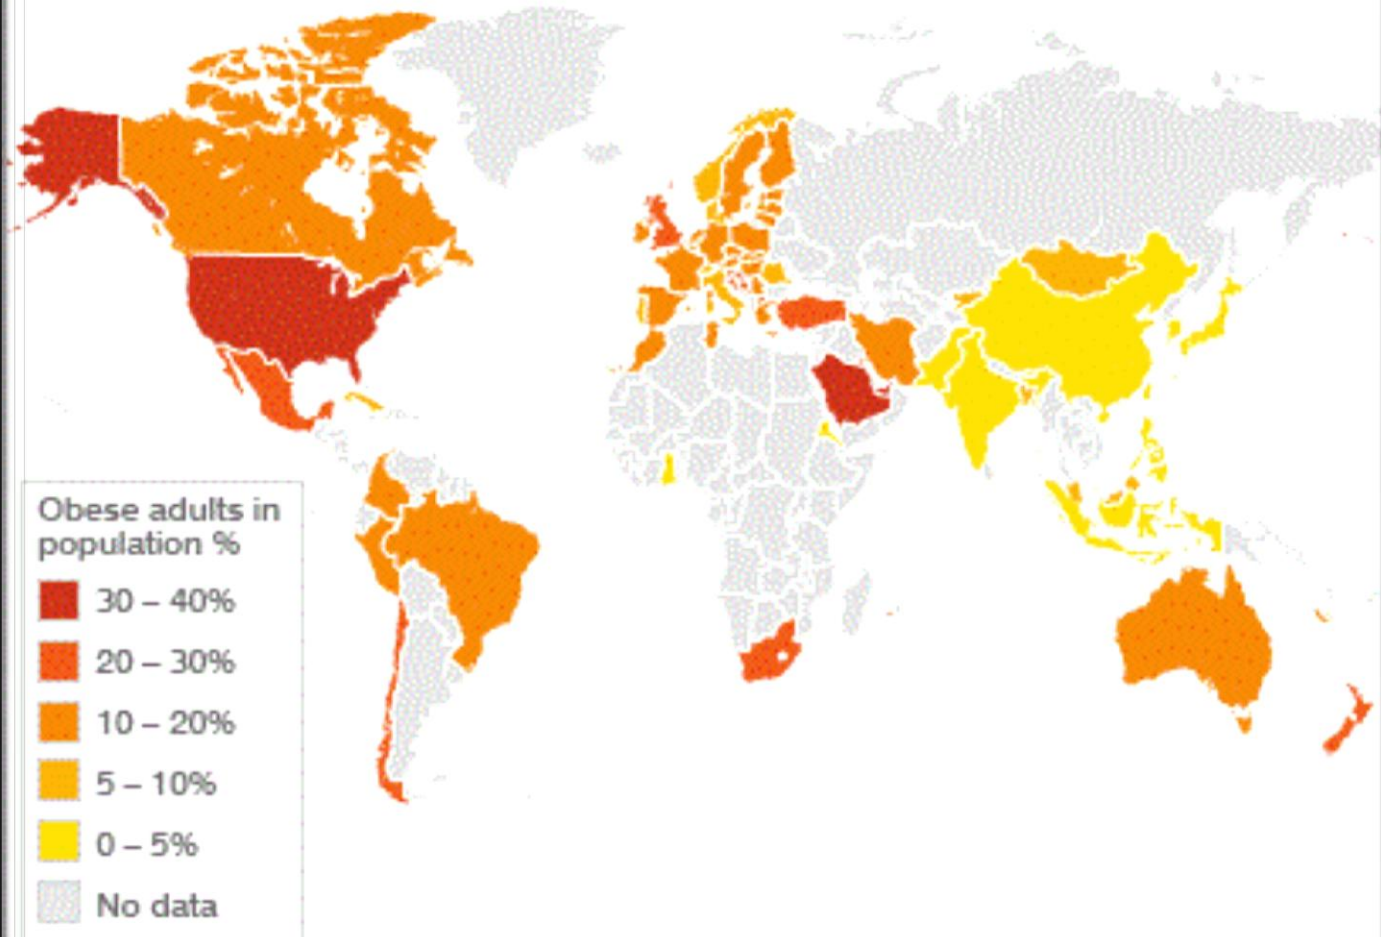 Obese adults in
population %
30 – 40%
20 – 30%
10 – 20%
5 – 10%
0 – 5%
No data